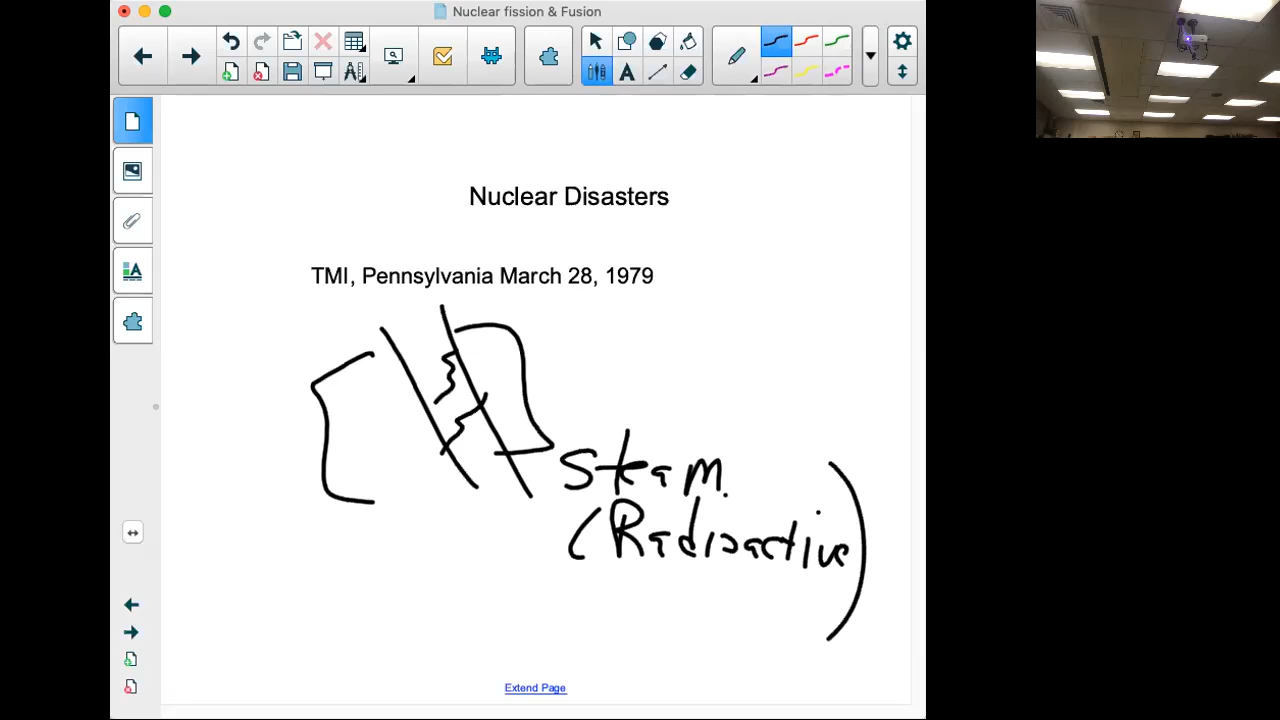 Nuclear fission & Fusion
Nuclear Disasters
TMI, Pennsylvania March 28, 1979
Steam.
(Radioactive)
Extend Page